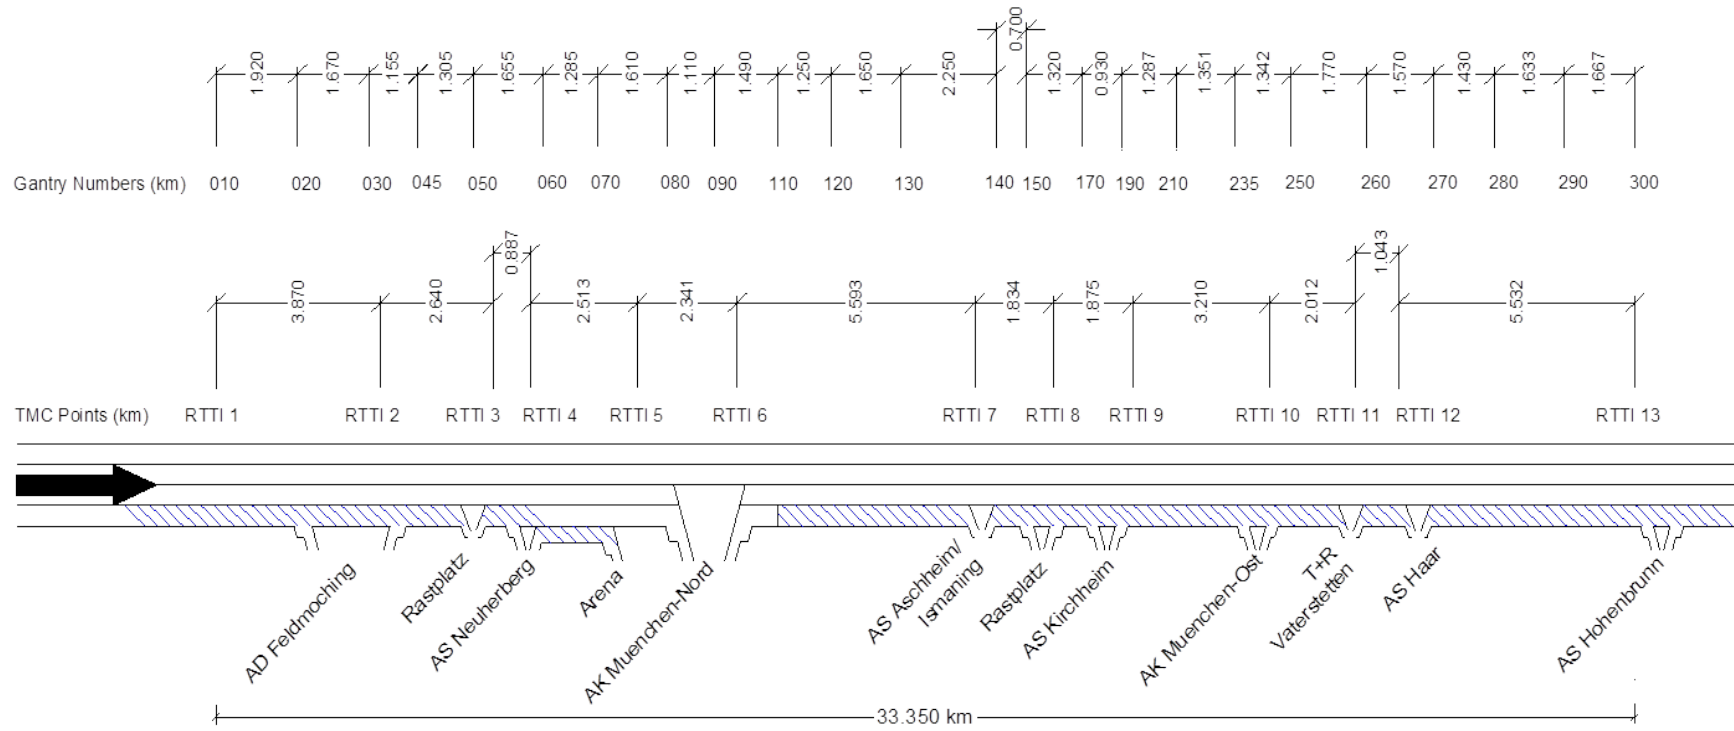 0.700
1.920 1.670 1.155 1.305 1.655 1.285 1.610 1.110 1.490 1.250 1.650 2.250 1.320 0.930 1.287 1.351 1.342 1.770 1.570 1.430 1.633 1.667
Gantry Numbers (km) 010 020 030 045 050 060 070 080 090 110 120 130 140 150 170 190 210 235 250 260 270 280 290 300
0.887 1.043
3.870 2.640 2.513 2.341 5.593 1.834 1.875 3.210 2.012 5.532
TMC Points (km) RTTI 1 RTTI 2 RTTI 3 RTTI 4 RTTI 5 RTTI 6 RTTI 7 RTTI 8 RTTI 9 RTTI 10 RTTI 11 RTTI 12 RTTI 13
AD Feldmoching
Rastplatz
AS Neuherberg
Arena
AK Muenchen-Nord
AS Aschheim/
Ismaning
Rastplatz
AS Kirchheim
AK Muenchen-Ost
T+R
Vaterstetten
AS Haar
AS Hohenbrunn
33.350 km